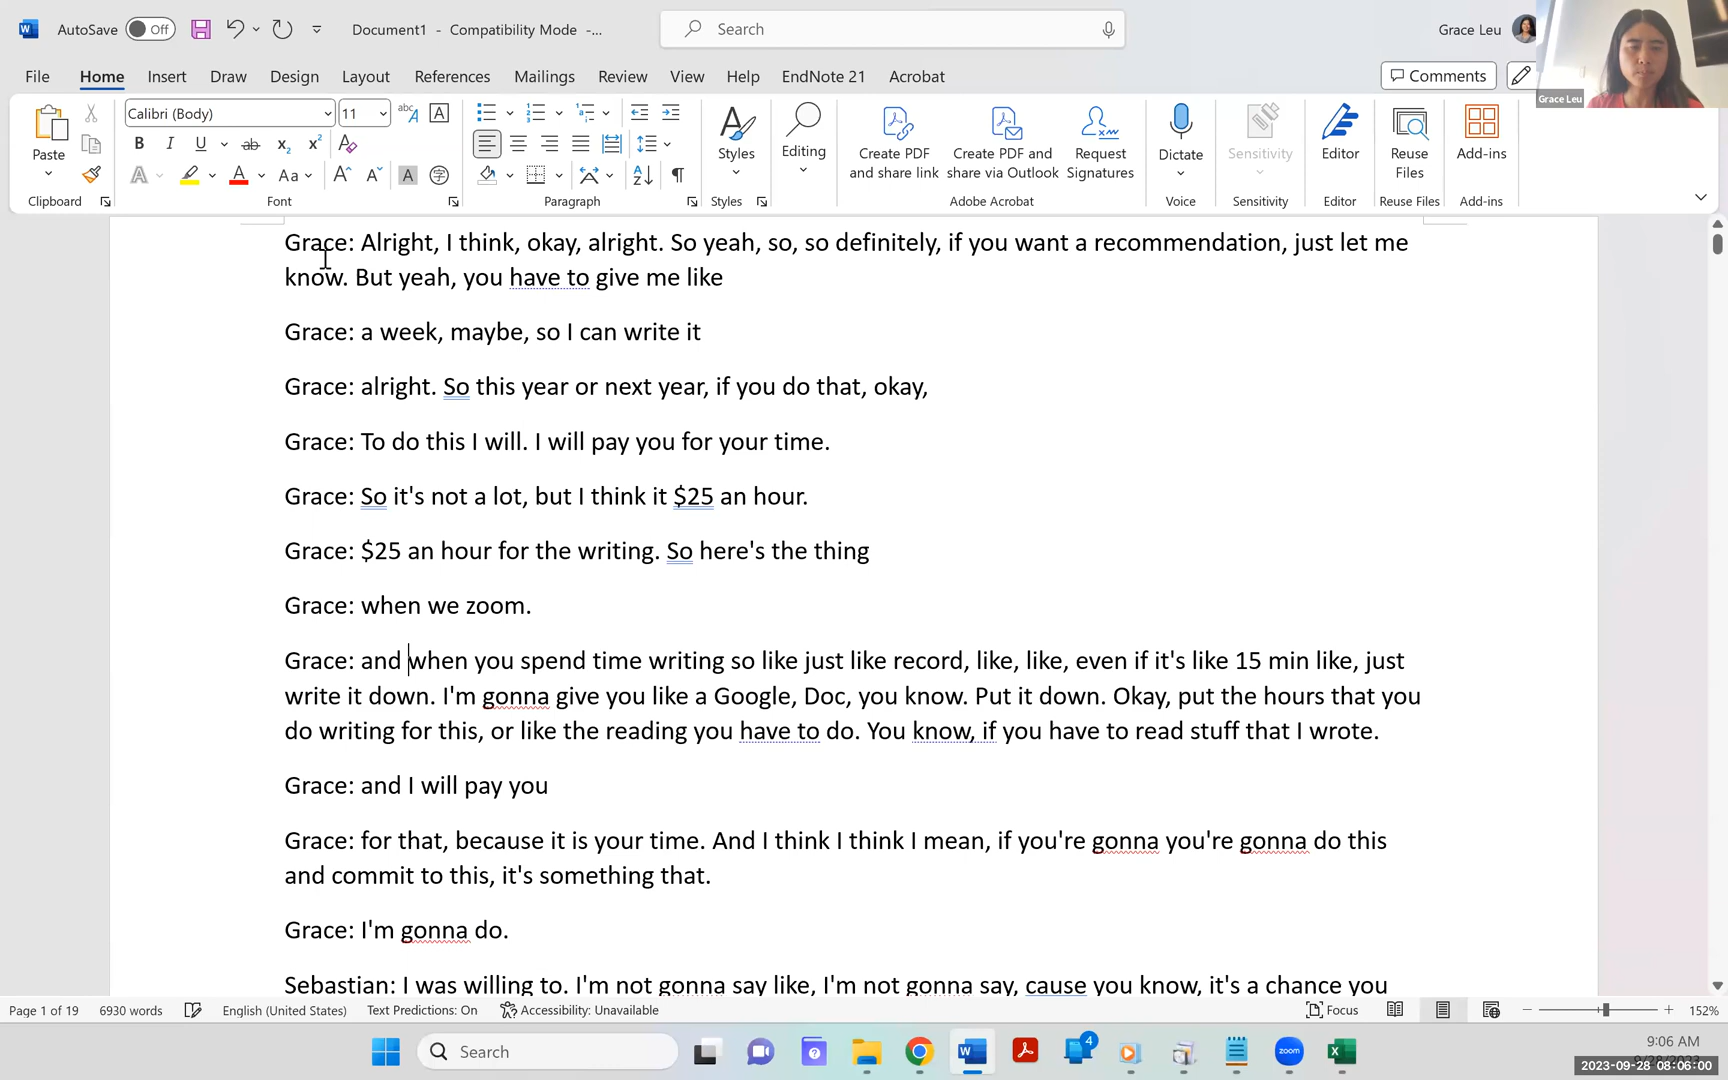 AutoSave Off Document1 - Compatibility Mode -... Search Grace Leu
File Home Insert Draw Design Layout References Mailings Review View Help EndNote 21 Acrobat Comments
Grace Leu
Calibri (Body) 11
Paste
B I U ab x₂ x²
A Aa A A A 字
Styles
Editing
Create PDF and share link
Create PDF and share via Outlook
Request Signatures
Dictate
Sensitivity
Editor
Reuse Files
Add-ins
Clipboard Font Paragraph Styles Adobe Acrobat Voice Sensitivity Editor Reuse Files Add-ins
Grace: Alright, I think, okay, alright. So yeah, so, so definitely, if you want a recommendation, just let me
know. But yeah, you have to give me like
Grace: a week, maybe, so I can write it
Grace: alright. So this year or next year, if you do that, okay,
Grace: To do this I will. I will pay you for your time.
Grace: So it's not a lot, but I think it $25 an hour.
Grace: $25 an hour for the writing. So here's the thing
Grace: when we zoom.
Grace: and when you spend time writing so like just like record, like, like, even if it's like 15 min like, just
write it down. I'm gonna give you like a Google, Doc, you know. Put it down. Okay, put the hours that you
do writing for this, or like the reading you have to do. You know, if you have to read stuff that I wrote.
Grace: and I will pay you
Grace: for that, because it is your time. And I think I think I mean, if you're gonna you're gonna do this
and commit to this, it's something that.
Grace: I'm gonna do.
Sebastian: I was willing to. I'm not gonna say like, I'm not gonna say, cause you know, it's a chance you
Page 1 of 19 6930 words English (United States) Text Predictions: On Accessibility: Unavailable Focus 152%
Search 4 zoom 9:06 AM
2023-09-28 08:06:00